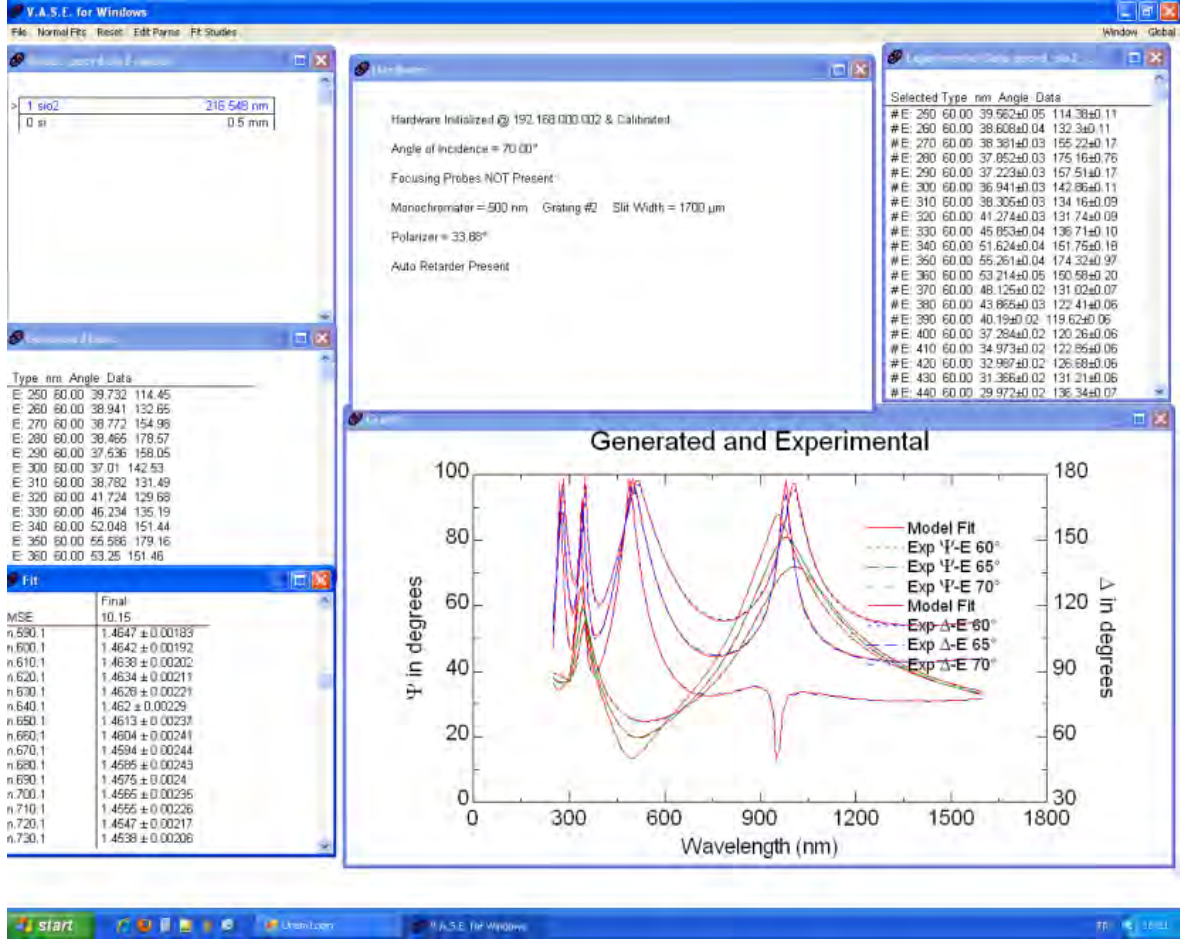 V.A.S.E. for Windows
File Normal Fits Reset Edit Parms Fit Studies Window Global
> 1 sio2 216.548 nm
0 si 0.5 mm
Hardware
Hardware Initialized @ 192.168.000.002 & Calibrated
Angle of Incidence = 70.00°
Focusing Probes NOT Present
Monochromator = 500 nm Grating #2 Slit Width = 1700 µm
Polarizer = 33.68°
Auto Retarder Present
Selected Type nm Angle Data
# E: 250 60.00 39.562±0.05 114.38±0.11
# E: 260 60.00 38.608±0.04 132.3±0.11
# E: 270 60.00 38.381±0.03 155.22±0.17
# E: 280 60.00 37.852±0.03 175.16±0.76
# E: 290 60.00 37.223±0.03 157.51±0.17
# E: 300 60.00 36.941±0.03 142.86±0.11
# E: 310 60.00 38.305±0.04 134.16±0.09
# E: 320 60.00 41.274±0.03 131.74±0.09
# E: 330 60.00 45.853±0.04 136.71±0.10
# E: 340 60.00 51.624±0.04 151.75±0.18
# E: 350 60.00 55.261±0.04 174.32±0.97
# E: 360 60.00 53.214±0.05 150.58±0.20
# E: 370 60.00 48.125±0.02 131.02±0.07
# E: 380 60.00 43.865±0.03 122.41±0.06
# E: 390 60.00 40.19±0.02 119.62±0.06
# E: 400 60.00 37.284±0.02 120.26±0.06
# E: 410 60.00 34.973±0.02 122.85±0.06
# E: 420 60.00 32.987±0.02 126.68±0.06
# E: 430 60.00 31.366±0.02 131.21±0.06
# E: 440 60.00 29.972±0.02 136.34±0.07
Type nm Angle Data
E: 250 60.00 39.732 114.45
E: 260 60.00 38.941 132.65
E: 270 60.00 38.772 154.98
E: 280 60.00 38.466 178.57
E: 290 60.00 37.536 158.05
E: 300 60.00 37.01 142.53
E: 310 60.00 38.782 131.49
E: 320 60.00 41.724 129.68
E: 330 60.00 46.234 135.19
E: 340 60.00 52.048 151.44
E: 350 60.00 55.586 179.16
E: 360 60.00 53.25 151.46
Fit
Final
MSE 10.15
n.590.1 1.4647 ± 0.00183
n.600.1 1.4642 ± 0.00192
n.610.1 1.4638 ± 0.00202
n.620.1 1.4634 ± 0.00211
n.630.1 1.4628 ± 0.00221
n.640.1 1.462 ± 0.00229
n.650.1 1.4613 ± 0.00237
n.660.1 1.4604 ± 0.00241
n.670.1 1.4594 ± 0.00244
n.680.1 1.4585 ± 0.00243
n.690.1 1.4575 ± 0.0024
n.700.1 1.4565 ± 0.00235
n.710.1 1.4555 ± 0.00226
n.720.1 1.4547 ± 0.00217
n.730.1 1.4538 ± 0.00206
Generated and Experimental
100 180
80 150
60 120
40 90
20 60
0 30
0 300 600 900 1200 1500 1800
Wavelength (nm)
Ψ in degrees
Δ in degrees
Model Fit
Exp Ψ-E 60°
Exp Ψ-E 65°
Exp Ψ-E 70°
Model Fit
Exp Δ-E 60°
Exp Δ-E 65°
Exp Δ-E 70°
start V.A.S.E. for Windows